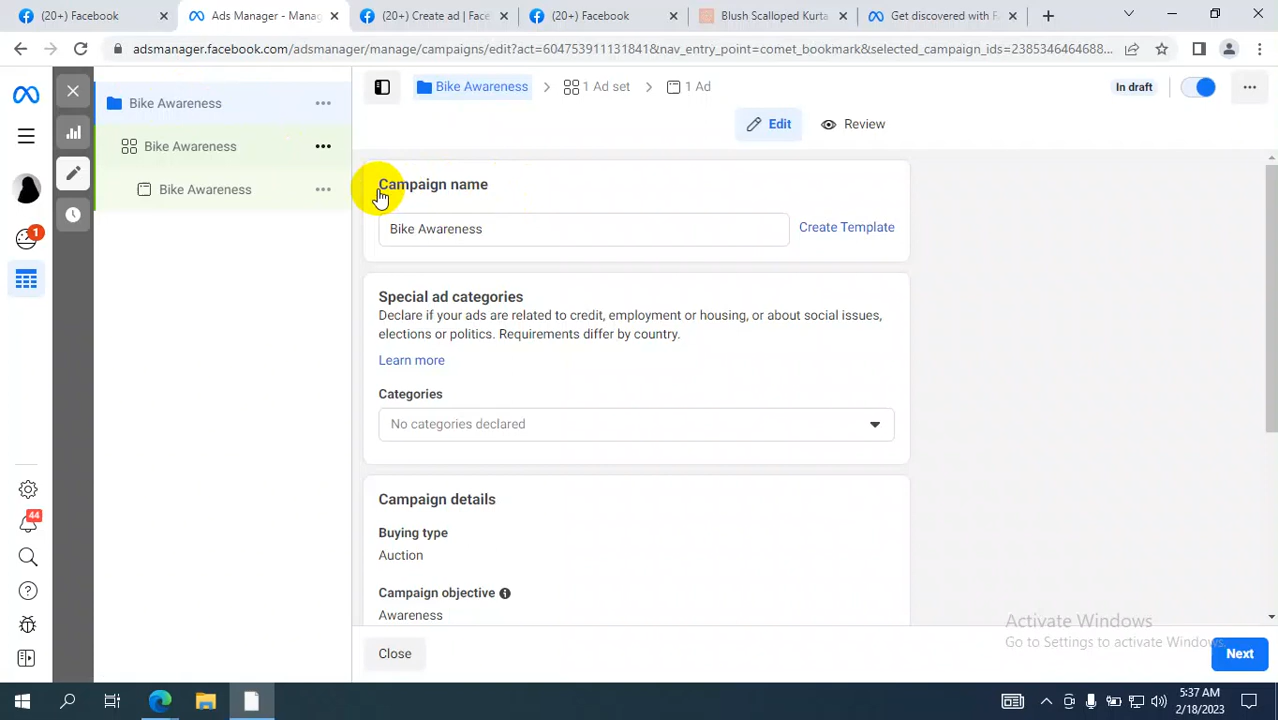 (20+) Facebook
Ads Manager - Manag
(20+) Create ad | Face
(20+) Facebook
Blush Scalloped Kurta
Get discovered with FA
adsmanager.facebook.com/adsmanager/manage/campaigns/edit?act=604753911131841&nav_entry_point=comet_bookmark&selected_campaign_ids=2385346464688...
Bike Awareness
Bike Awareness
Bike Awareness
Bike Awareness
1 Ad set
1 Ad
In draft
Edit
Review
Campaign name
Bike Awareness
Create Template
Special ad categories
Declare if your ads are related to credit, employment or housing, or about social issues,
elections or politics. Requirements differ by country.
Learn more
Categories
No categories declared
Campaign details
Buying type
Auction
Campaign objective
Awareness
1
44
Activate Windows
Go to Settings to activate Windows.
Close
Next
5:37 AM
2/18/2023